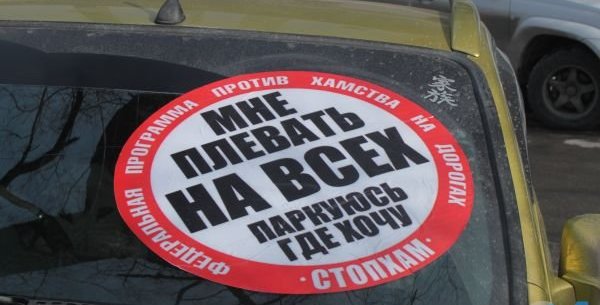 ФЕДЕРАЛЬНАЯ ПРОГРАММА ПРОТИВ ХАМСТВА НА ДОРОГАХ
МНЕ
ПЛЕВАТЬ
НА ВСЕХ
ПАРКУЮСЬ
ГДЕ ХОЧУ
· СТОПХАМ ·